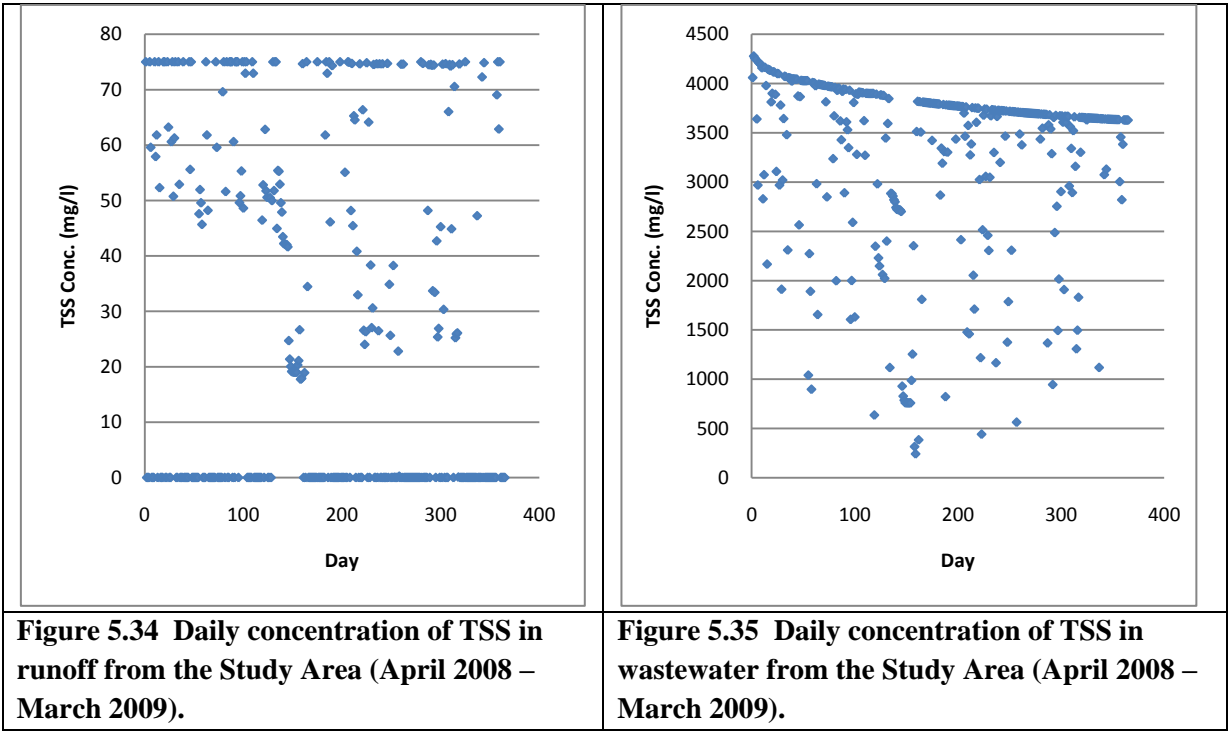 80
70
60
50
40
30
20
10
0
TSS Conc. (mg/l)
0 100 200 300 400
Day
4500
4000
3500
3000
2500
2000
1500
1000
500
0
TSS Conc. (mg/l)
0 100 200 300 400
Day
Figure 5.34 Daily concentration of TSS in
runoff from the Study Area (April 2008 –
March 2009).
Figure 5.35 Daily concentration of TSS in
wastewater from the Study Area (April 2008 –
March 2009).